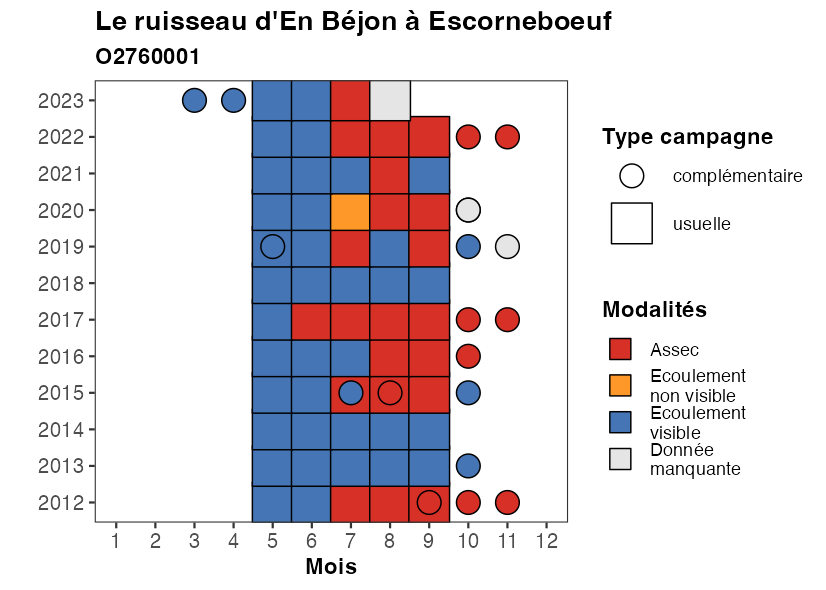 Le ruisseau d'En Béjon à Escorneboeuf
O2760001
2023
2022
2021
2020
2019
2018
2017
2016
2015
2014
2013
2012
1 2 3 4 5 6 7 8 9 10 11 12
Mois
Type campagne
complémentaire
usuelle
Modalités
Assec
Ecoulement
non visible
Ecoulement
visible
Donnée
manquante